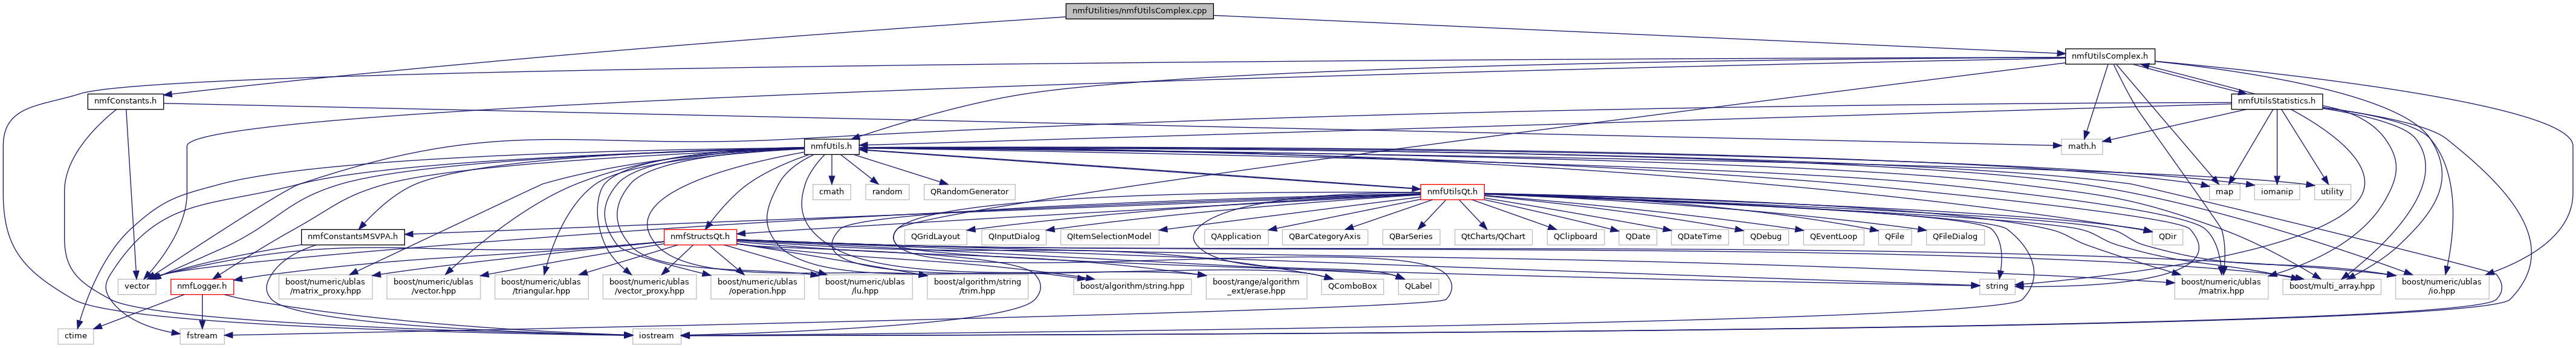 nmfUtilities/nmfUtilsComplex.cpp
nmfUtilsComplex.h
nmfConstants.h
nmfUtilsStatistics.h
nmfUtils.h
math.h
cmath
random
QRandomGenerator
nmfUtilsQt.h
map
iomanip
utility
nmfConstantsMSVPA.h
nmfStructsQt.h
QGridLayout
QInputDialog
QItemSelectionModel
QApplication
QBarCategoryAxis
QBarSeries
QtCharts/QChart
QClipboard
QDate
QDateTime
QDebug
QEventLoop
QFile
QFileDialog
QDir
vector
nmfLogger.h
boost/numeric/ublas
/matrix_proxy.hpp
boost/numeric/ublas
/vector.hpp
boost/numeric/ublas
/triangular.hpp
boost/numeric/ublas
/vector_proxy.hpp
boost/numeric/ublas
/operation.hpp
boost/numeric/ublas
/lu.hpp
boost/algorithm/string
/trim.hpp
boost/algorithm/string.hpp
boost/range/algorithm
_ext/erase.hpp
QComboBox
QLabel
string
boost/numeric/ublas
/matrix.hpp
boost/multi_array.hpp
boost/numeric/ublas
/io.hpp
ctime
fstream
iostream